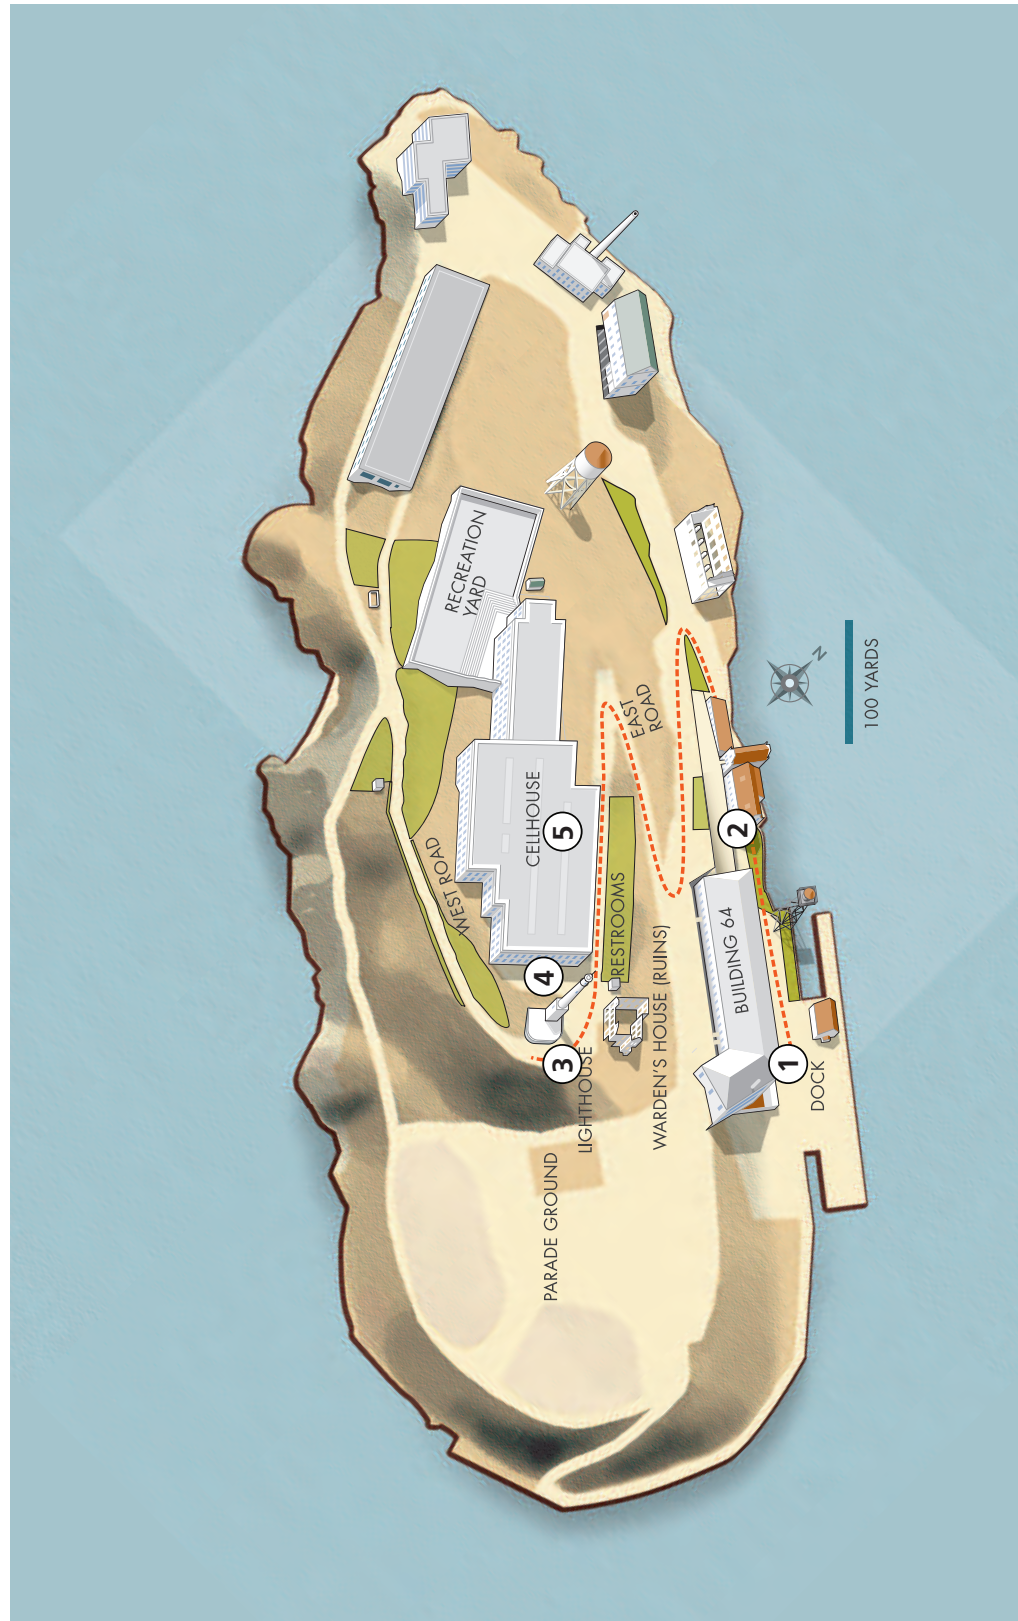 RECREATION
YARD
CELLHOUSE
5
WEST ROAD
EAST
ROAD
4
RESTROOMS
3
LIGHTHOUSE
WARDEN'S HOUSE (RUINS)
2
BUILDING 64
1
DOCK
PARADE GROUND
N
100 YARDS